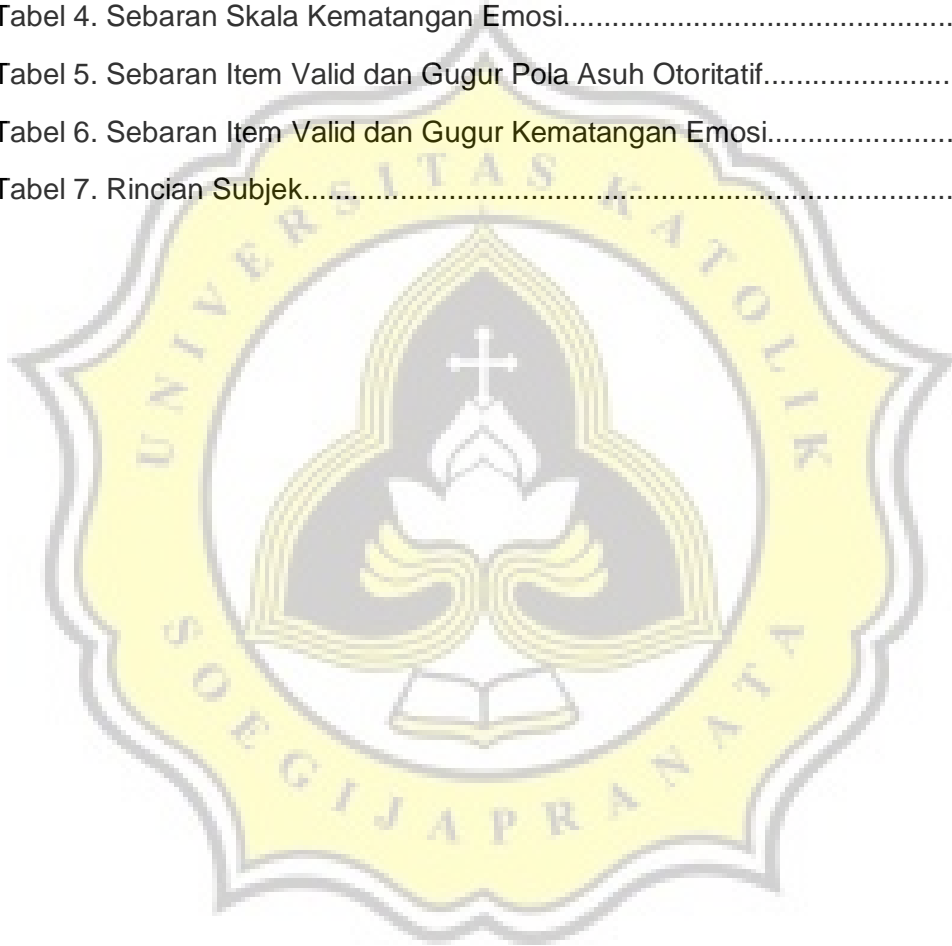 Tabel 4. Sebaran Skala Kematangan Emosi...............................................
Tabel 5. Sebaran Item Valid dan Gugur Pola Asuh Otoritatif.......................
Tabel 6. Sebaran Item Valid dan Gugur Kematangan Emosi.......................
Tabel 7. Rincian Subjek................................................................................
UNIVERSITAS KATOLIK
SOEGIJAPRANATA